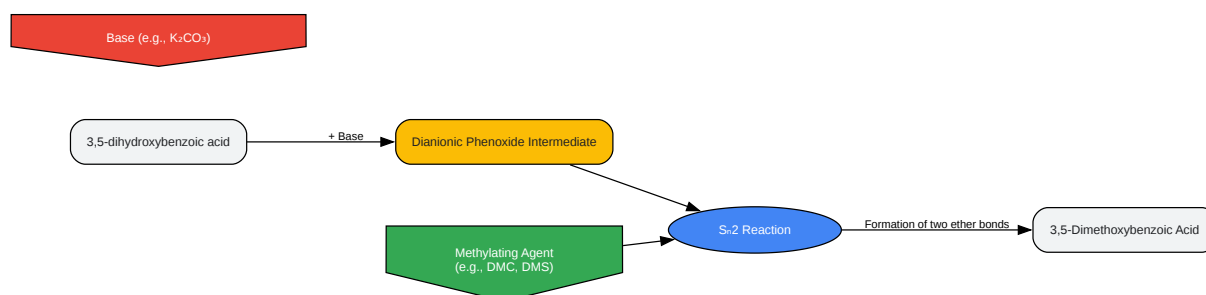 Base (e.g., K₂CO₃)
3,5-dihydroxybenzoic acid
+ Base
Dianionic Phenoxide Intermediate
Methylating Agent
(e.g., DMC, DMS)
Sₙ2 Reaction
Formation of two ether bonds
3,5-Dimethoxybenzoic Acid